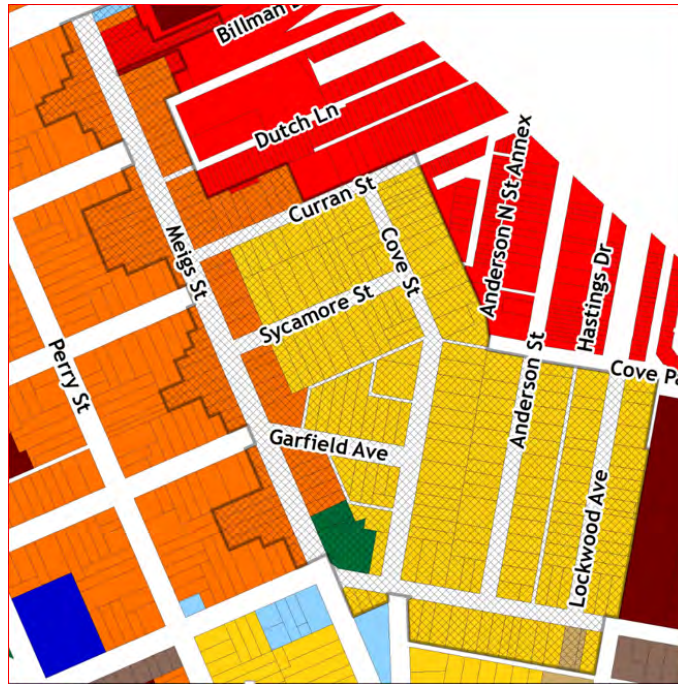 Billman
Dutch Ln
Anderson N St Annex
Curran St
Meigs St
Cove St
Hastings Dr
Sycamore St
Perry St
Anderson St
Cove
Garfield Ave
Lockwood Ave